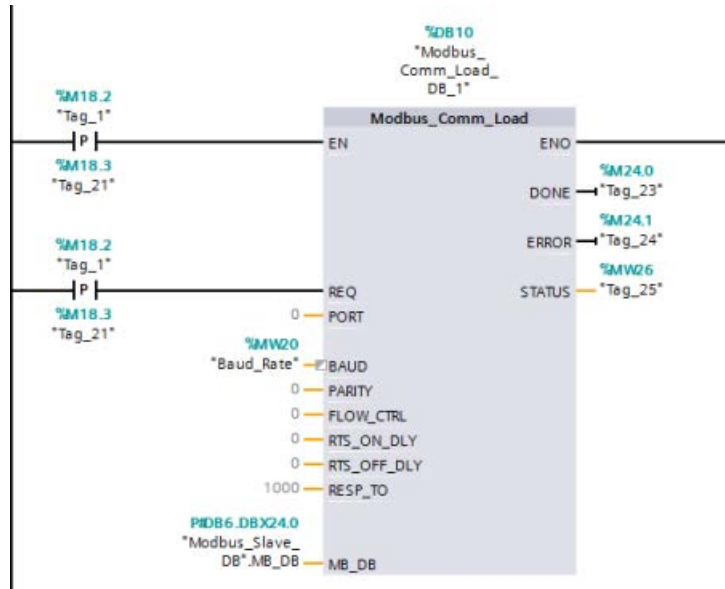 %DB10
"Modbus_
Comm_Load_
DB_1"
%M18.2
"Tag_1"
P
%M18.3
"Tag_21"
Modbus_Comm_Load
EN
ENO
DONE
%M24.0
"Tag_23"
ERROR
%M24.1
"Tag_24"
%M18.2
"Tag_1"
P
%M18.3
"Tag_21"
REQ
STATUS
%MW26
"Tag_25"
0 PORT
%MW20
"Baud_Rate" BAUD
0 PARITY
0 FLOW_CTRL
0 RTS_ON_DLY
0 RTS_OFF_DLY
1000 RESP_TO
P#DB6.DBX24.0
"Modbus_Slave_
DB".MB_DB MB_DB